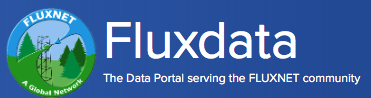 FLUXNET
A Global Network
Fluxdata
The Data Portal serving the FLUXNET community